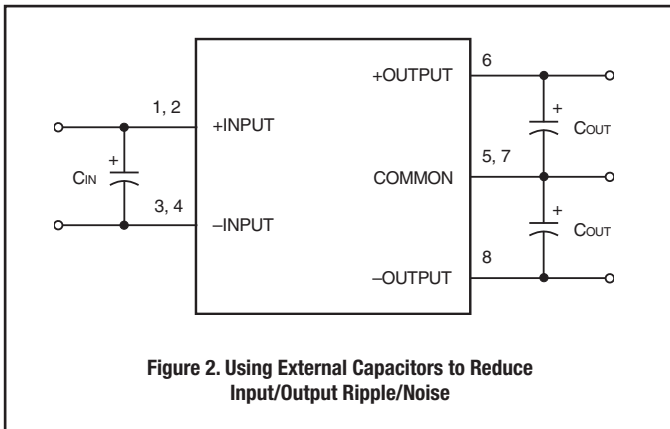 6
+OUTPUT
1, 2
+
+INPUT
COUT
5, 7
+
CIN
COMMON
3, 4
+
–INPUT
COUT
8
–OUTPUT
Figure 2. Using External Capacitors to Reduce
Input/Output Ripple/Noise